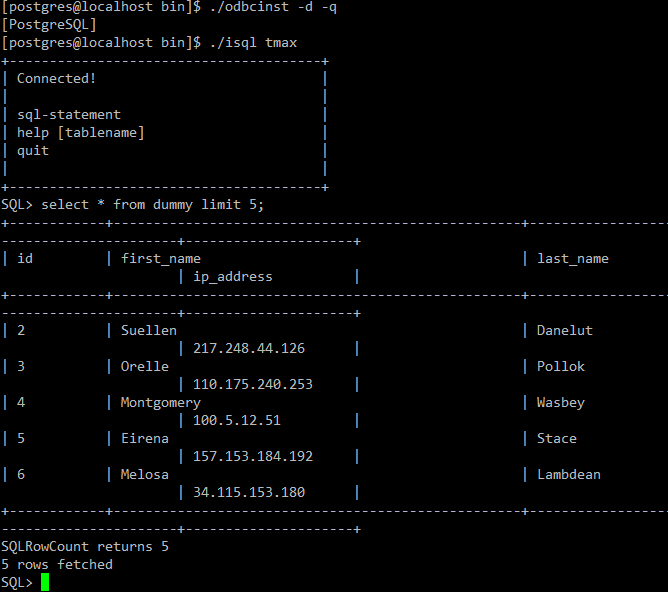 [postgres@localhost bin]$ ./odbcinst -d -q
[PostgreSQL]
[postgres@localhost bin]$ ./isql tmax
+---------------------------------------+
| Connected!                            |
|                                       |
| sql-statement                         |
| help [tablename]                      |
| quit                                  |
|                                       |
+---------------------------------------+
SQL> select * from dummy limit 5;
+------------+---------------------------------------------------+-----------------
----------------------+---------------------+
| id         | first_name                                        | last_name
                      | ip_address          |
+------------+---------------------------------------------------+-----------------
----------------------+---------------------+
| 2          | Suellen                                           | Danelut
                      | 217.248.44.126      |
| 3          | Orelle                                            | Pollok
                      | 110.175.240.253     |
| 4          | Montgomery                                        | Wasbey
                      | 100.5.12.51         |
| 5          | Eirena                                            | Stace
                      | 157.153.184.192     |
| 6          | Melosa                                            | Lambdean
                      | 34.115.153.180      |
+------------+---------------------------------------------------+-----------------
----------------------+---------------------+
SQLRowCount returns 5
5 rows fetched
SQL>